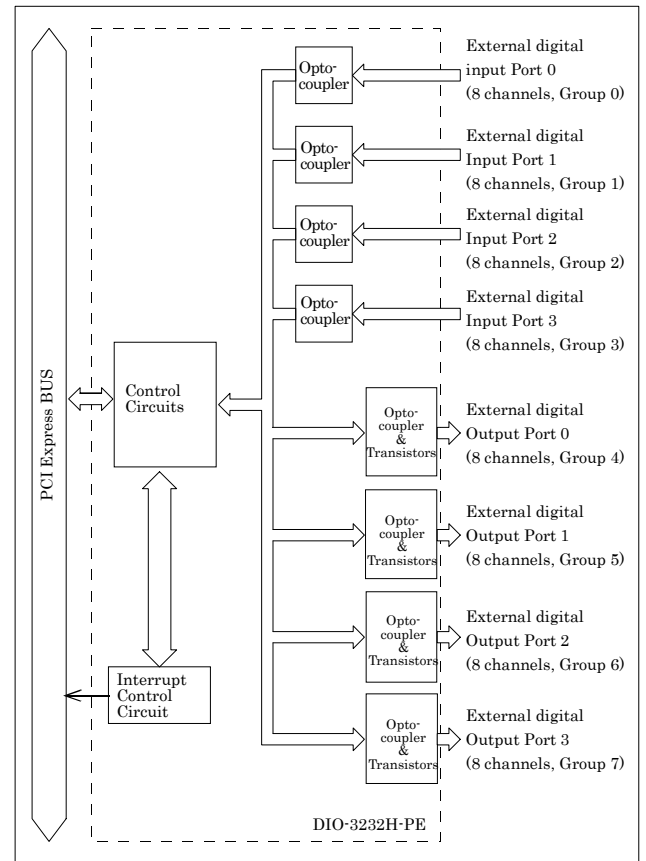 Opto-
coupler
External digital
input Port 0
(8 channels, Group 0)
Opto-
coupler
External digital
Input Port 1
(8 channels, Group 1)
Opto-
coupler
External digital
Input Port 2
(8 channels, Group 2)
Opto-
coupler
External digital
Input Port 3
(8 channels, Group 3)
PCI Express BUS
Control
Circuits
Opto-
coupler
&
Transistors
External digital
Output Port 0
(8 channels, Group 4)
Opto-
coupler
&
Transistors
External digital
Output Port 1
(8 channels, Group 5)
Opto-
coupler
&
Transistors
External digital
Output Port 2
(8 channels, Group 6)
Interrupt
Control
Circuit
Opto-
coupler
&
Transistors
External digital
Output Port 3
(8 channels, Group 7)
DIO-3232H-PE